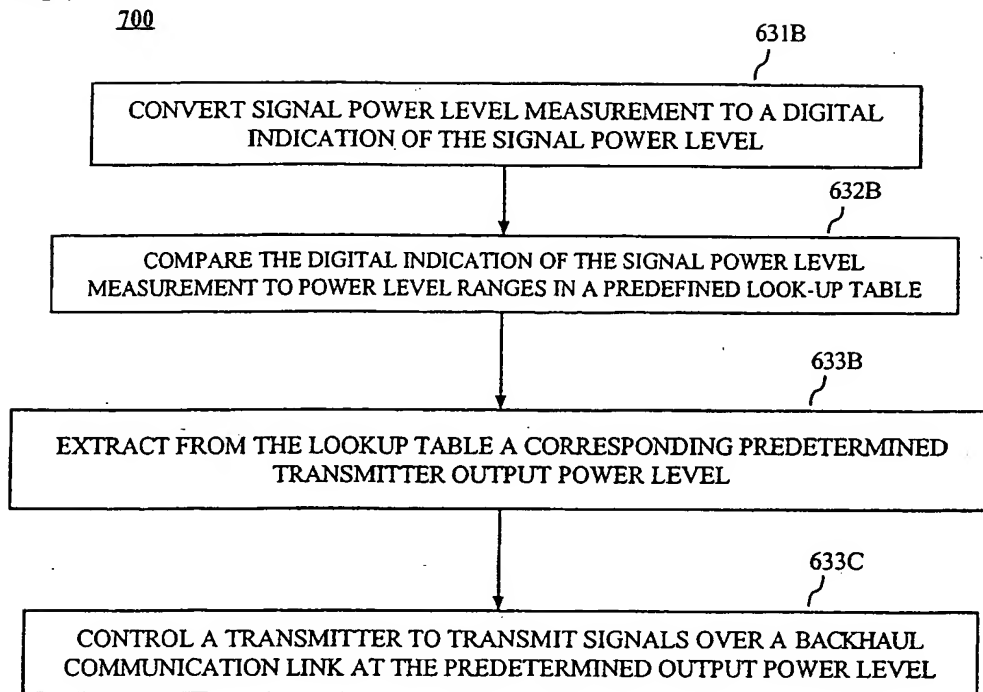 700
631B
CONVERT SIGNAL POWER LEVEL MEASUREMENT TO A DIGITAL
INDICATION OF THE SIGNAL POWER LEVEL
632B
COMPARE THE DIGITAL INDICATION OF THE SIGNAL POWER LEVEL
MEASUREMENT TO POWER LEVEL RANGES IN A PREDEFINED LOOK-UP TABLE
633B
EXTRACT FROM THE LOOKUP TABLE A CORRESPONDING PREDETERMINED
TRANSMITTER OUTPUT POWER LEVEL
633C
CONTROL A TRANSMITTER TO TRANSMIT SIGNALS OVER A BACKHAUL
COMMUNICATION LINK AT THE PREDETERMINED OUTPUT POWER LEVEL